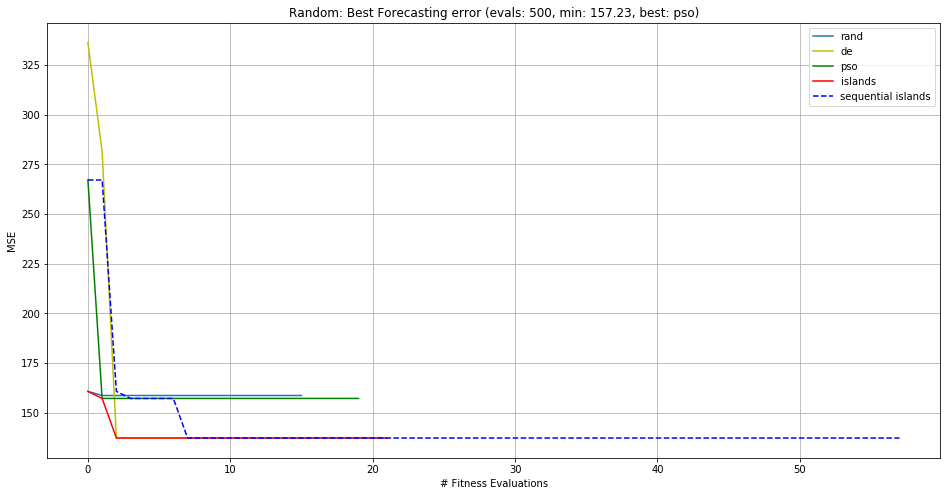 Random: Best Forecasting error (evals: 500, min: 157.23, best: pso)
rand
de
pso
islands
sequential islands
MSE
325
300
275
250
225
200
175
150
0 10 20 30 40 50
# Fitness Evaluations